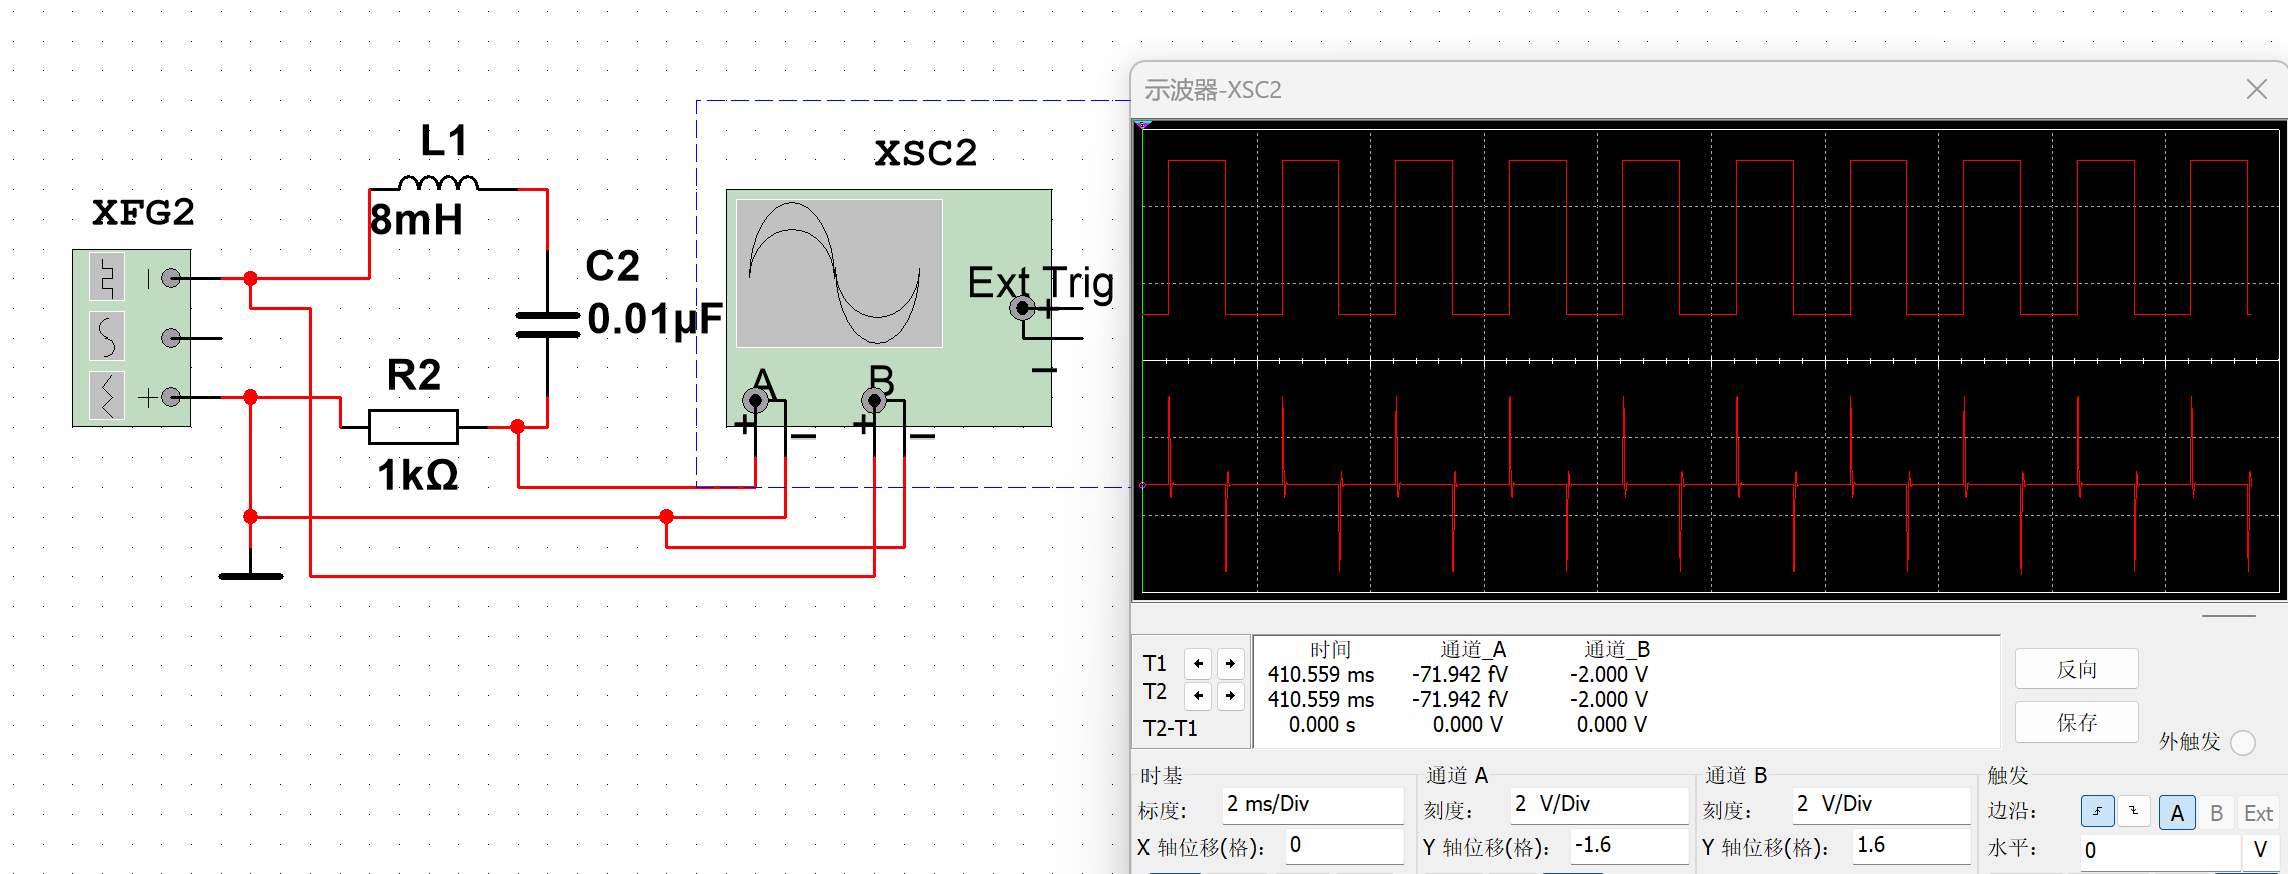 示波器-XSC2
L1
8mH
XFG2
C2
0.01µF
R2
1kΩ
XSC2
Ext Trig
+
−
A
B
+
−
+
−
+
时间 通道_A 通道_B
T1 410.559 ms -71.942 fV -2.000 V
T2 410.559 ms -71.942 fV -2.000 V
T2-T1 0.000 s 0.000 V 0.000 V
反向
保存
外触发
时基 通道 A 通道 B 触发
标度: 2 ms/Div 刻度: 2 V/Div 刻度: 2 V/Div 边沿: A B Ext
X 轴位移(格): 0 Y 轴位移(格): -1.6 Y 轴位移(格): 1.6 水平: 0 V